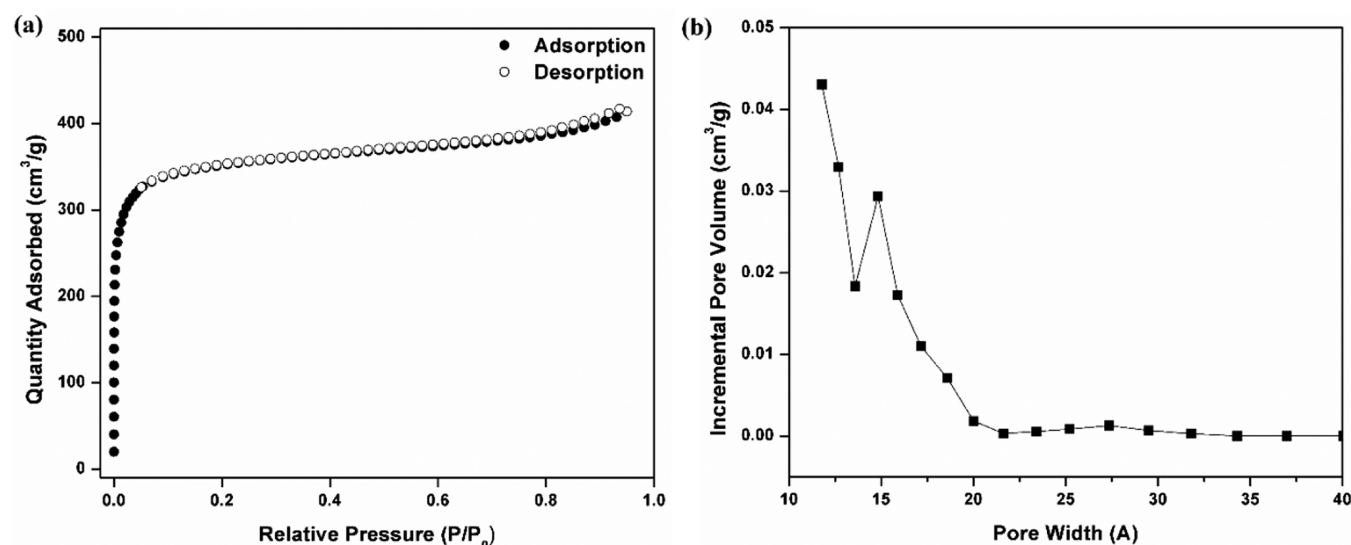 (a)
500
400
300
200
100
0
Quantity Adsorbed (cm³/g)
Adsorption
Desorption
0.0 0.2 0.4 0.6 0.8 1.0
Relative Pressure (P/P₀)
(b)
0.05
0.04
0.03
0.02
0.01
0.00
Incremental Pore Volume (cm³/g)
10 15 20 25 30 35 40
Pore Width (A)